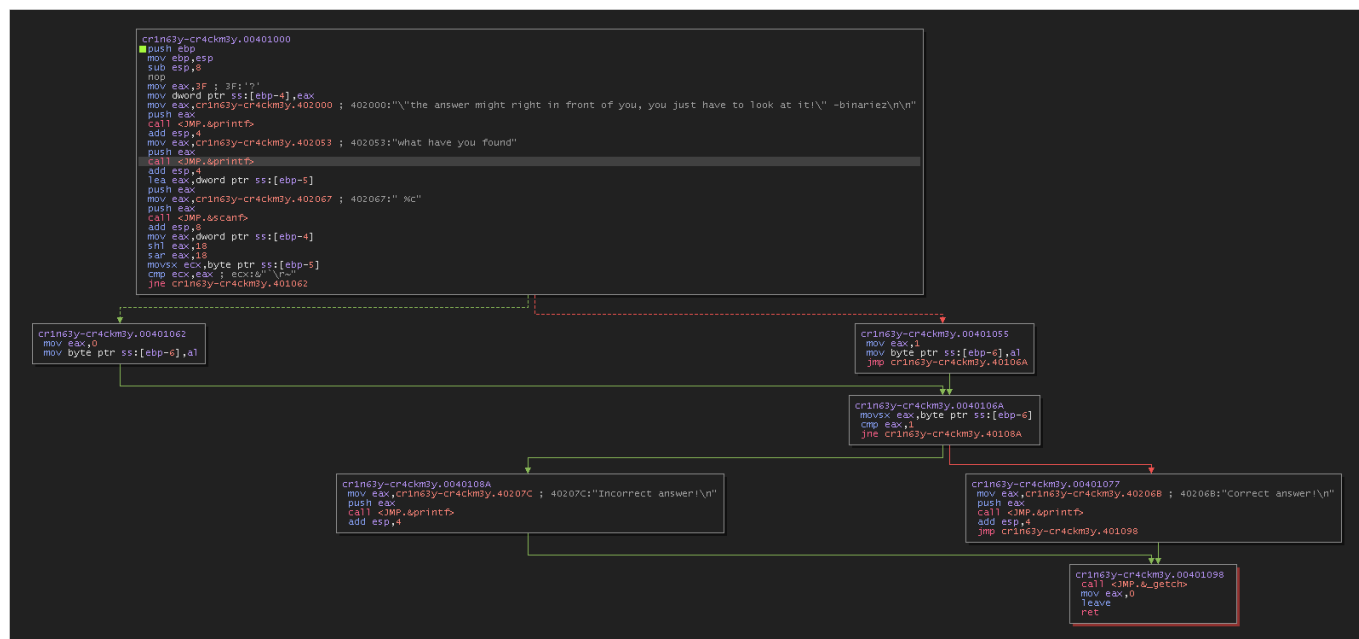 cr1n63y-cr4ckm3y.00401000
push ebp
mov ebp,esp
sub esp,8
nop
mov eax,3F ; 3F:'?'
mov dword ptr ss:[ebp-4],eax
mov eax,cr1n63y-cr4ckm3y.402000 ; 402000:"\"the answer might right in front of you, you just have to look at it!\" -binariez\n\n"
push eax
call <JMP.&printf>
add esp,4
mov eax,cr1n63y-cr4ckm3y.402053 ; 402053:"what have you found"
push eax
call <JMP.&printf>
add esp,4
lea eax,dword ptr ss:[ebp-5]
push eax
mov eax,cr1n63y-cr4ckm3y.402067 ; 402067:" %c"
push eax
call <JMP.&scanf>
add esp,8
mov eax,dword ptr ss:[ebp-4]
shl eax,18
sar eax,18
movsx ecx,byte ptr ss:[ebp-5]
cmp ecx,eax ; ecx:&"`\r~"
jne cr1n63y-cr4ckm3y.401062
cr1n63y-cr4ckm3y.00401062
mov eax,0
mov byte ptr ss:[ebp-6],al
cr1n63y-cr4ckm3y.00401055
mov eax,1
mov byte ptr ss:[ebp-6],al
jmp cr1n63y-cr4ckm3y.40106A
cr1n63y-cr4ckm3y.0040106A
movsx eax,byte ptr ss:[ebp-6]
cmp eax,1
jne cr1n63y-cr4ckm3y.40108A
cr1n63y-cr4ckm3y.0040108A
mov eax,cr1n63y-cr4ckm3y.40207C ; 40207C:"Incorrect answer!\n"
push eax
call <JMP.&printf>
add esp,4
cr1n63y-cr4ckm3y.00401077
mov eax,cr1n63y-cr4ckm3y.40206B ; 40206B:"Correct answer!\n"
push eax
call <JMP.&printf>
add esp,4
jmp cr1n63y-cr4ckm3y.401098
cr1n63y-cr4ckm3y.00401098
call <JMP.&_getch>
mov eax,0
leave
ret